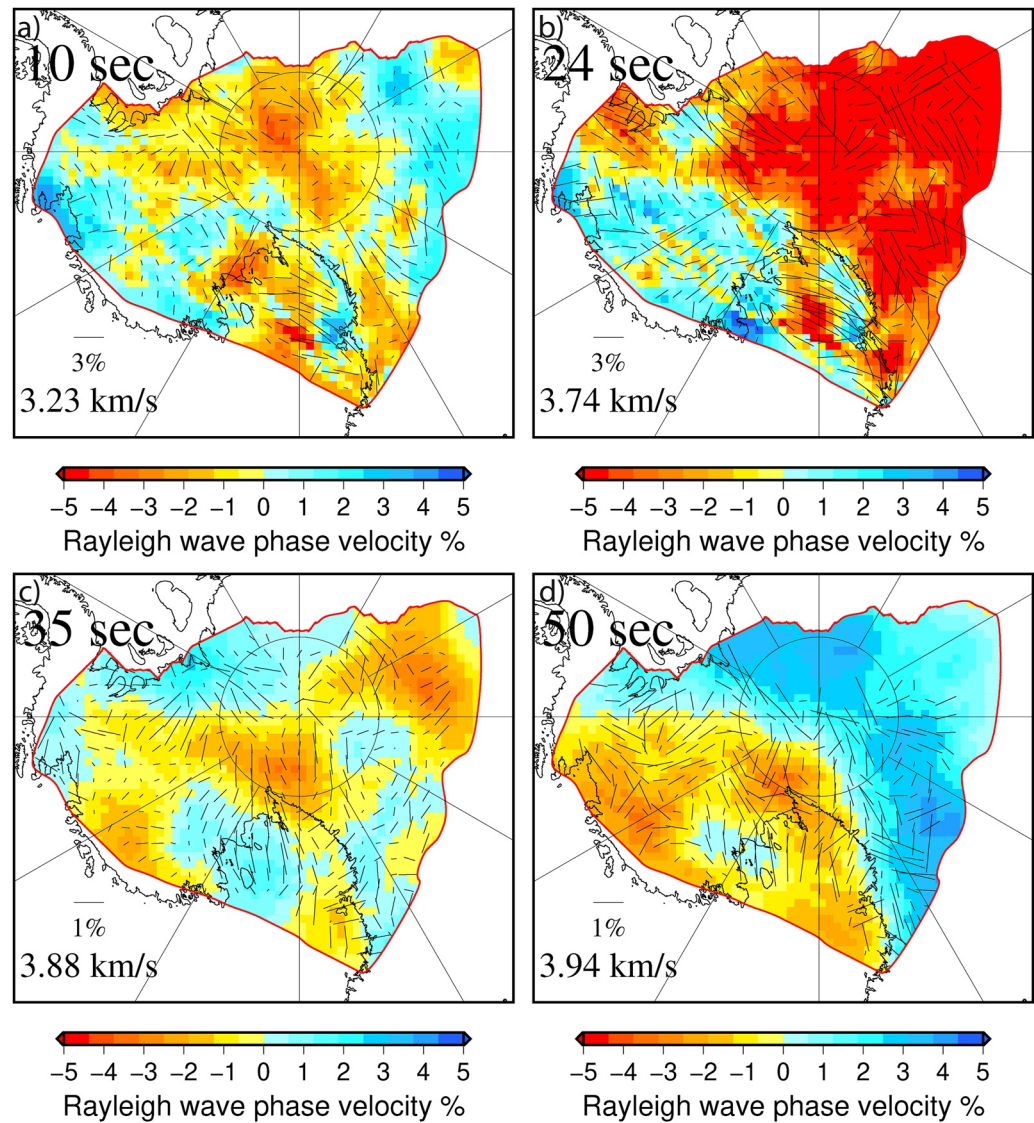 a)
10 sec
3%
3.23 km/s
−5 −4 −3 −2 −1 0 1 2 3 4 5
Rayleigh wave phase velocity %
b)
24 sec
3%
3.74 km/s
−5 −4 −3 −2 −1 0 1 2 3 4 5
Rayleigh wave phase velocity %
c)
35 sec
1%
3.88 km/s
−5 −4 −3 −2 −1 0 1 2 3 4 5
Rayleigh wave phase velocity %
d)
50 sec
1%
3.94 km/s
−5 −4 −3 −2 −1 0 1 2 3 4 5
Rayleigh wave phase velocity %